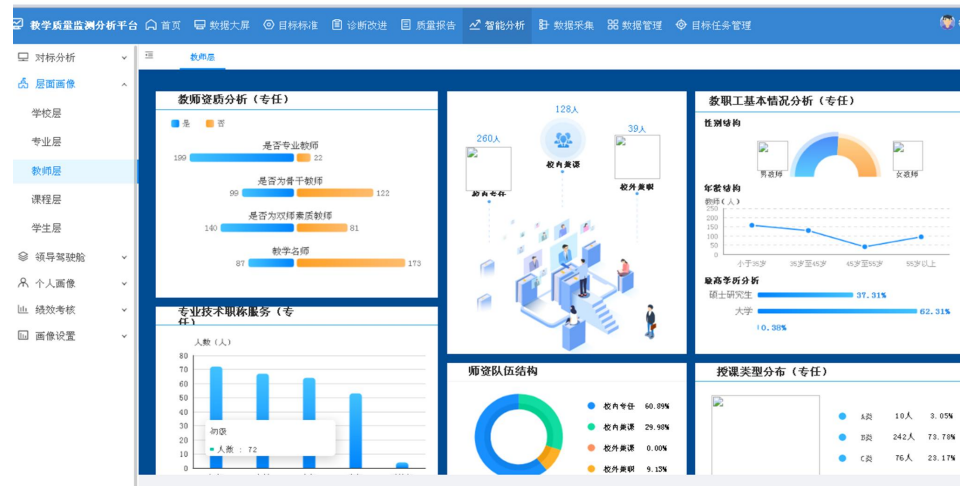 教学质量监测分析平台 首页 数据大屏 目标标准 诊断改进 质量报告 智能分析 数据采集 数据管理 目标任务管理
对标分析
层面画像
学校层
专业层
教师层
课程层
学生层
领导驾驶舱
个人画像
绩效考核
画像设置
教师层
教师资质分析（专任）
是 否
是否专业教师
199 22
是否为骨干教师
99 122
是否为双师素质教师
140 81
教学名师
87 173
专业技术职称服务（专
任）
人数（人）
80
70
60
50
40
30
20
10
0
初级
人数 : 72
128人
260人
39人
校内兼课
校内专任
校外兼职
师资队伍结构
校内专任 60.89%
校内兼课 29.98%
校外兼课 0.00%
校外兼职 9.13%
教职工基本情况分析（专任）
性别结构
男教师 女教师
年龄结构
教师(人)
250
200
150
100
50
0
小于35岁 35岁至45岁 45岁至55岁 55岁以上
最高学历分析
硕士研究生 37.31%
大学 62.31%
0.38%
授课类型分布（专任）
A类 10人 3.05%
B类 242人 73.78%
C类 76人 23.17%